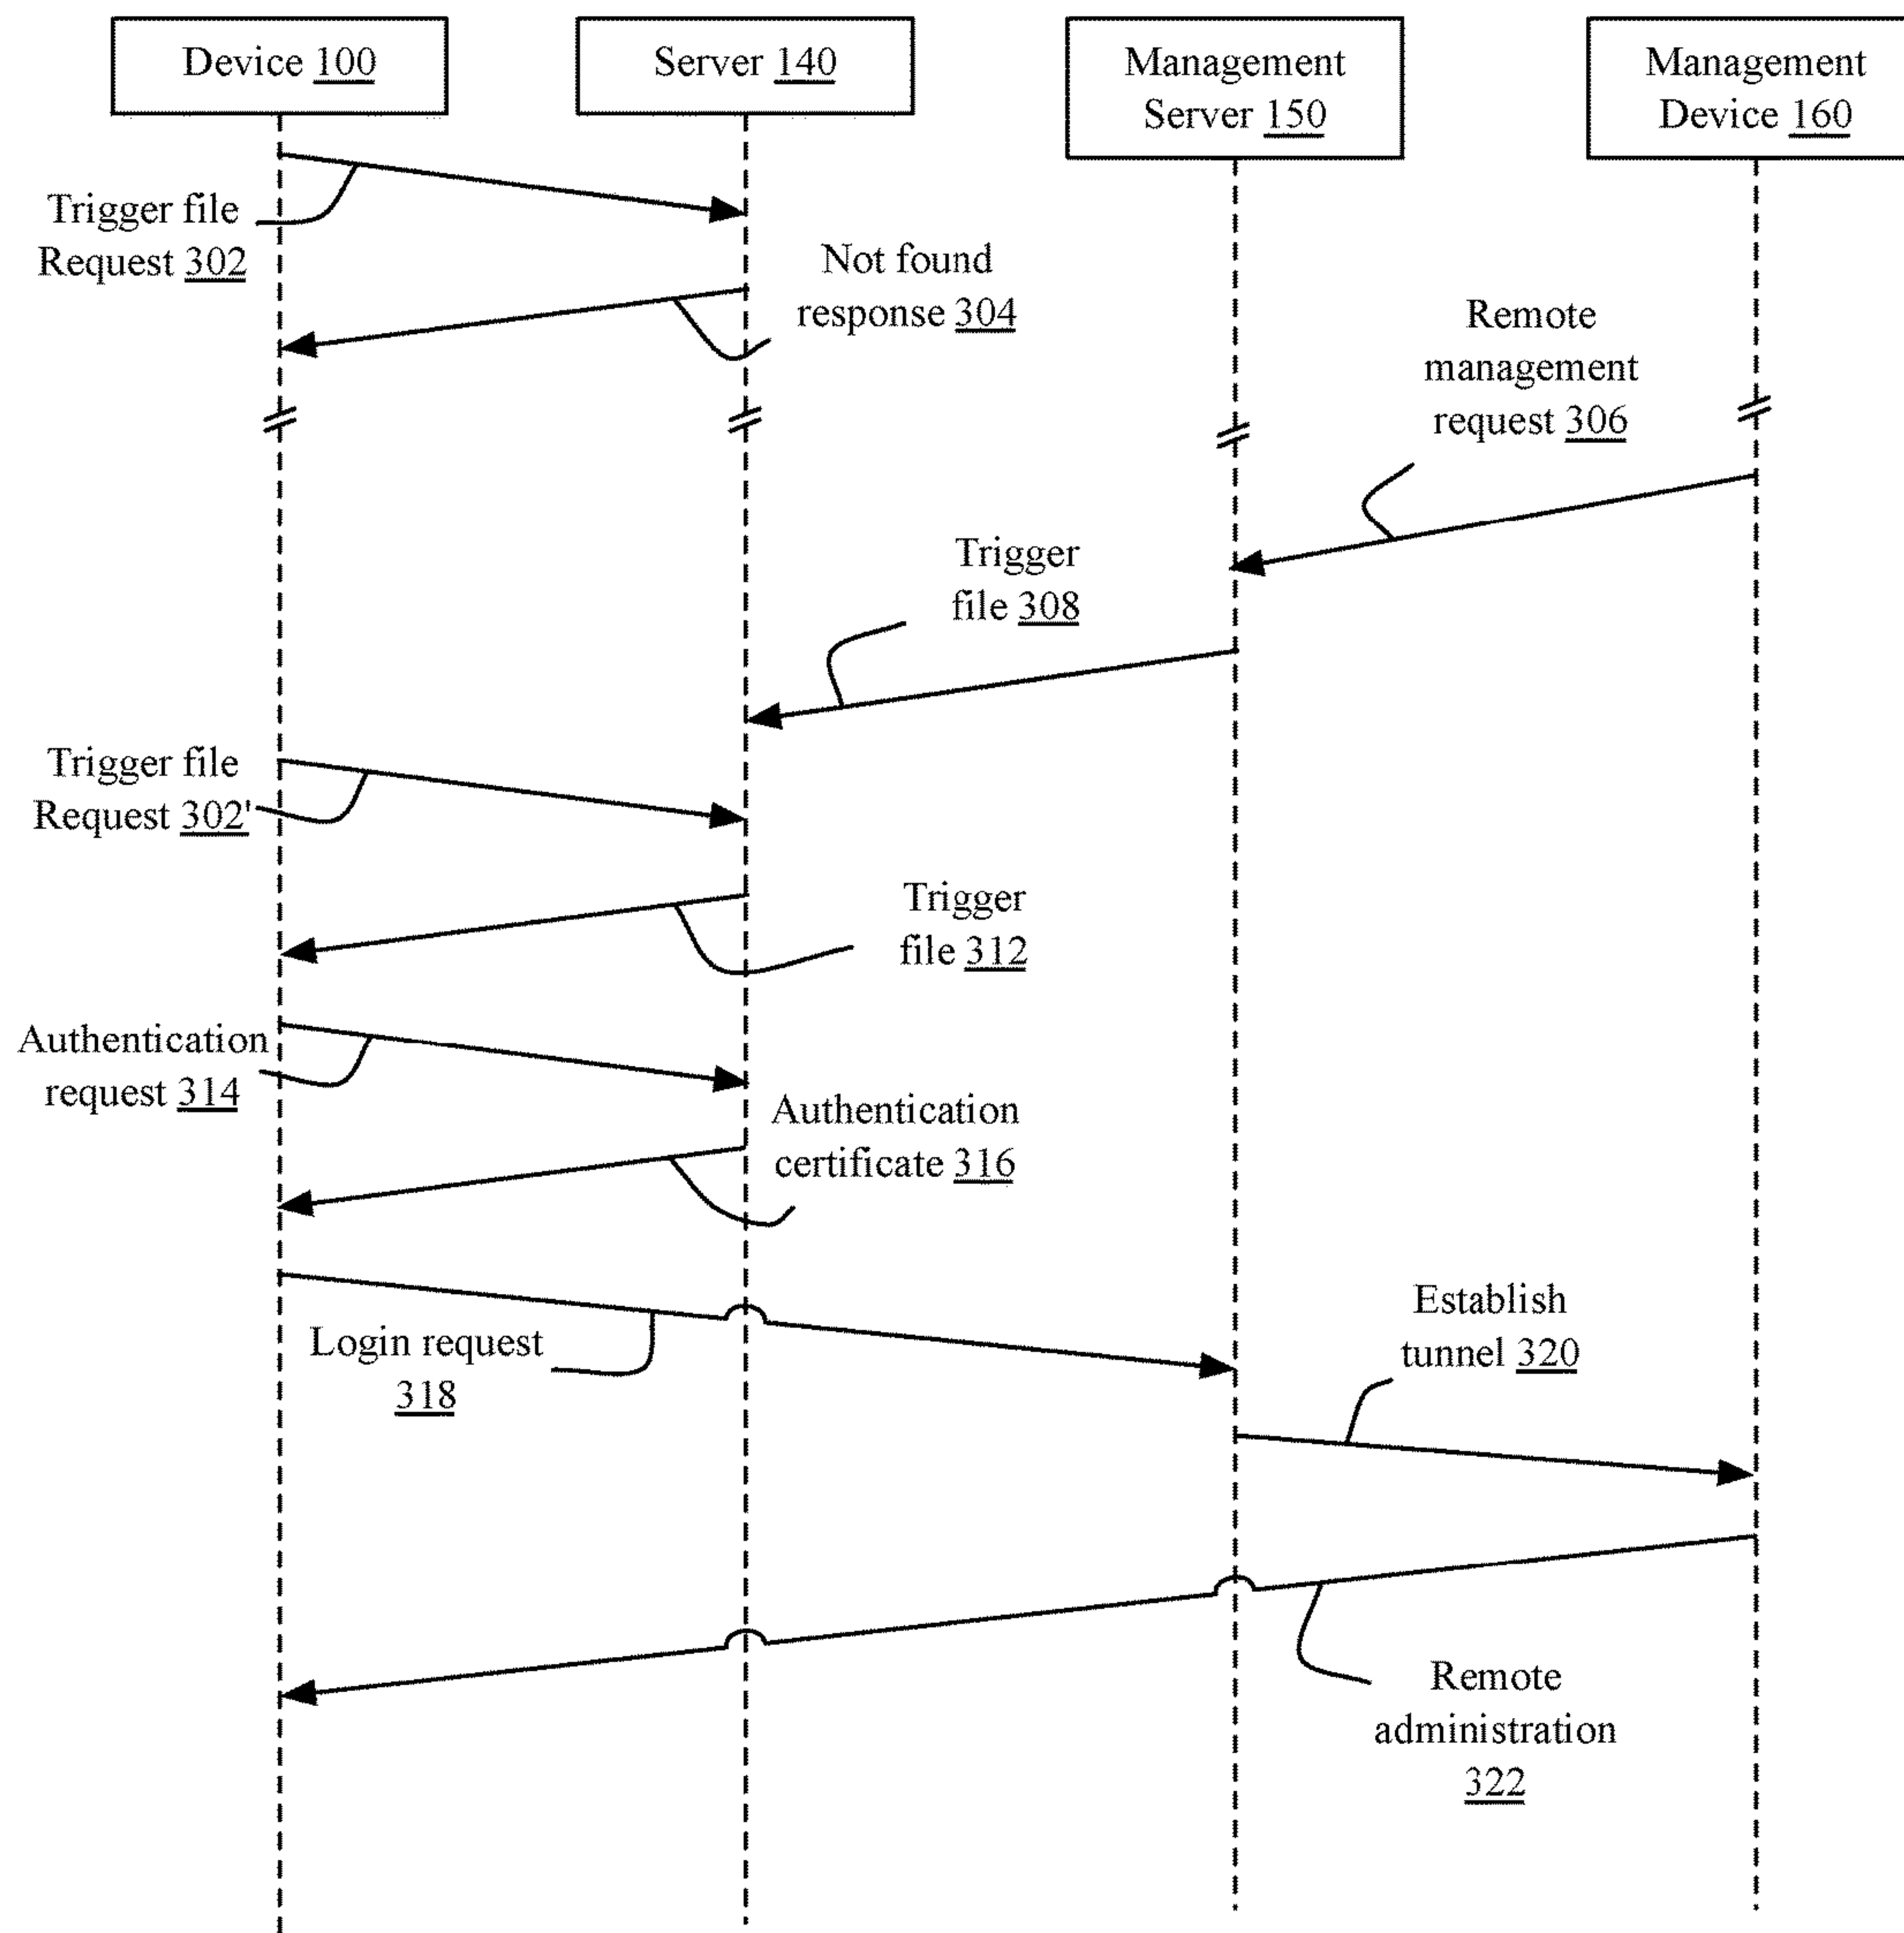 Device 100
Server 140
Management
Server 150
Management
Device 160
Trigger file
Request 302
Not found
response 304
Remote
management
request 306
Trigger
file 308
Trigger file
Request 302'
Trigger
file 312
Authentication
request 314
Authentication
certificate 316
Login request
318
Establish
tunnel 320
Remote
administration
322